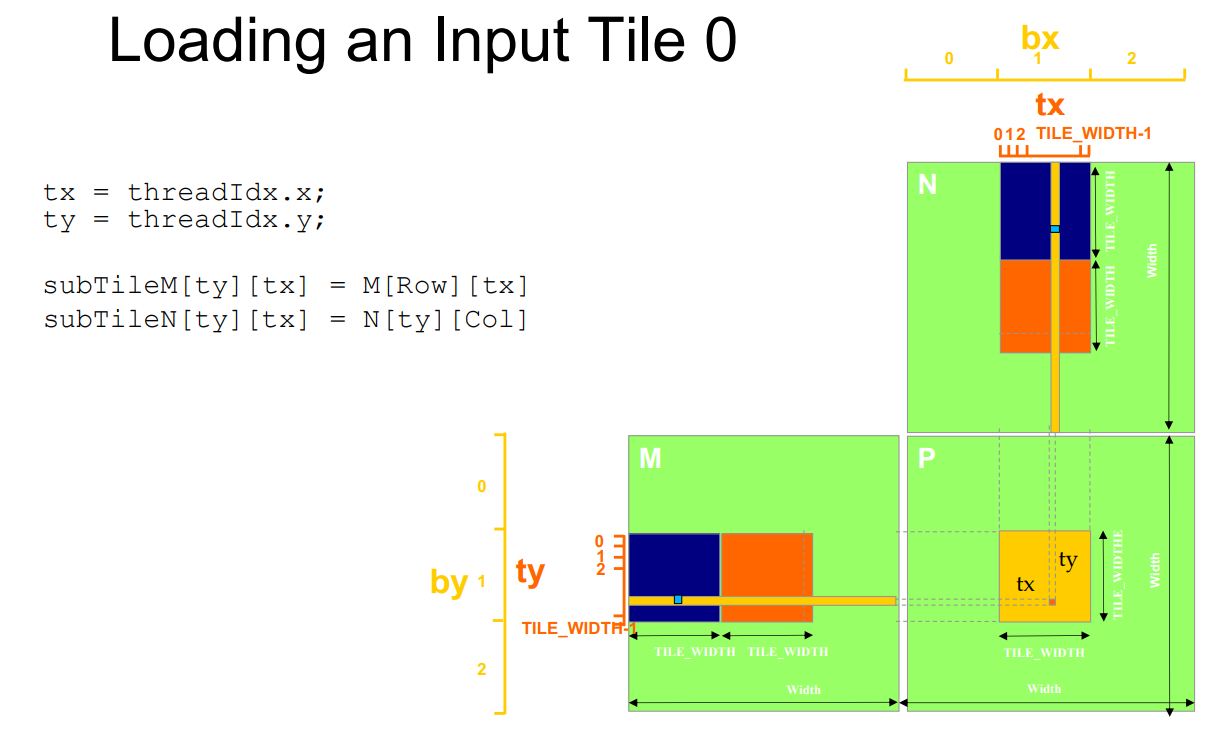 Loading an Input Tile 0
bx
0 1 2
tx
0 1 2 TILE_WIDTH-1
tx = threadIdx.x;
ty = threadIdx.y;
subTileM[ty][tx] = M[Row][tx]
subTileN[ty][tx] = N[ty][Col]
N
TILE_WIDTH
TILE_WIDTH
Width
M
P
by
0
1
2
ty
0
1
2
TILE_WIDTH-1
TILE_WIDTH TILE_WIDTH
Width
ty
tx
TILE_WIDTHE
Width
TILE_WIDTH
Width